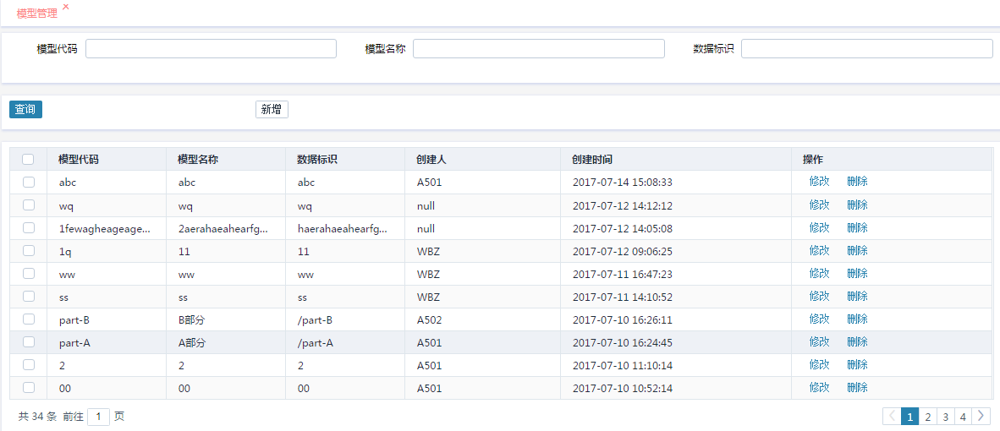 模型管理 ×
模型代码 模型名称 数据标识
查询 新增
模型代码 模型名称 数据标识 创建人 创建时间 操作
abc abc abc A501 2017-07-14 15:08:33 修改 删除
wq wq wq null 2017-07-12 14:12:12 修改 删除
1fewagheageage... 2aerahaeahearfg... haerahaeahearfg... null 2017-07-12 14:05:08 修改 删除
1q 11 11 WBZ 2017-07-12 09:06:25 修改 删除
ww ww ww WBZ 2017-07-11 16:47:23 修改 删除
ss ss ss WBZ 2017-07-11 14:10:52 修改 删除
part-B B部分 /part-B A502 2017-07-10 16:26:11 修改 删除
part-A A部分 /part-A A501 2017-07-10 16:24:45 修改 删除
2 2 2 A501 2017-07-10 11:10:14 修改 删除
00 00 00 A501 2017-07-10 10:52:14 修改 删除
共 34 条 前往 1 页 1 2 3 4